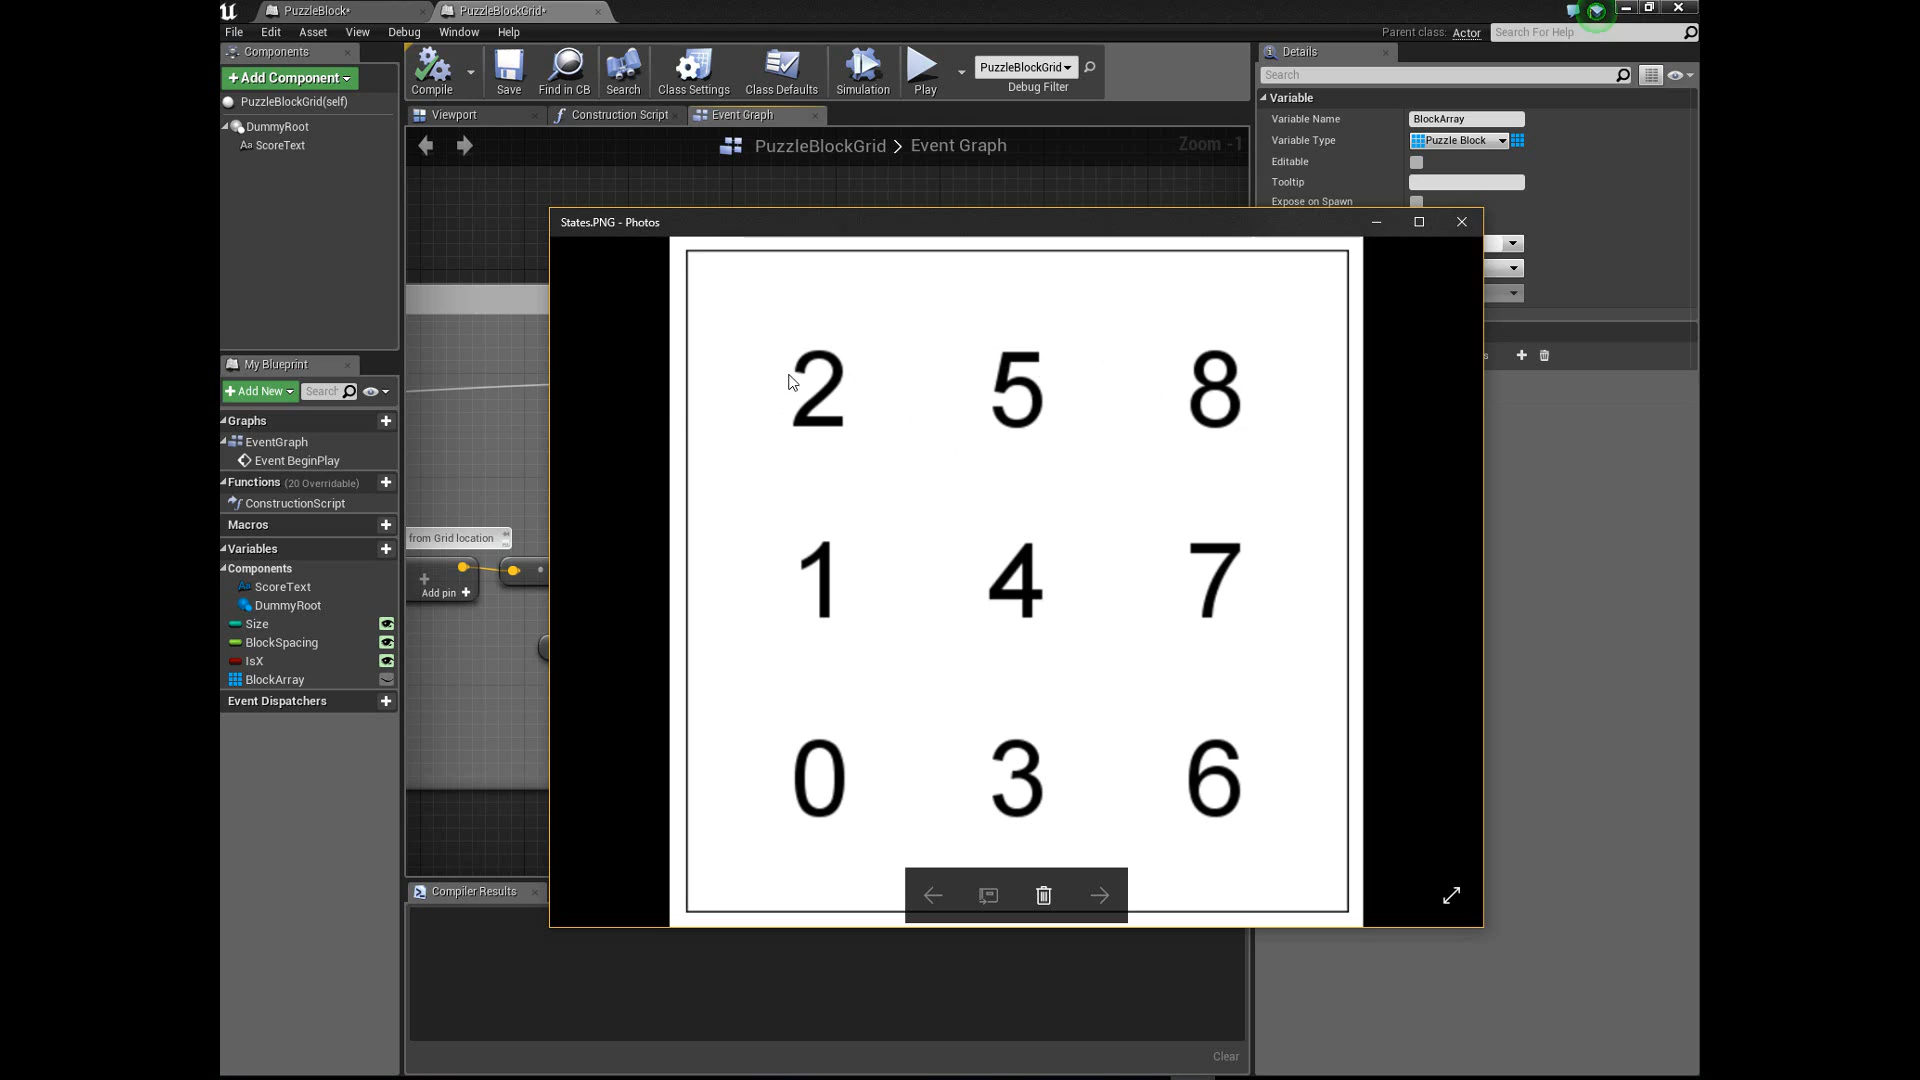 PuzzleBlock*
PuzzleBlockGrid*
File Edit Asset View Debug Window Help
Parent class: Actor
Search For Help
Components
+Add Component
PuzzleBlockGrid(self)
DummyRoot
ScoreText
Compile
Save
Find in CB
Search
Class Settings
Class Defaults
Simulation
Play
PuzzleBlockGrid
Debug Filter
Viewport
Construction Script
Event Graph
PuzzleBlockGrid > Event Graph
Zoom -1
Details
Search
Variable
Variable Name BlockArray
Variable Type Puzzle Block
Editable
Tooltip
Expose on Spawn
States.PNG - Photos
2 5 8
1 4 7
0 3 6
from Grid location
Add pin +
My Blueprint
+Add New
Search
Graphs
EventGraph
Event BeginPlay
Functions (20 Overridable)
ConstructionScript
Macros
Variables
Components
ScoreText
DummyRoot
Size
BlockSpacing
IsX
BlockArray
Event Dispatchers
Compiler Results
Clear